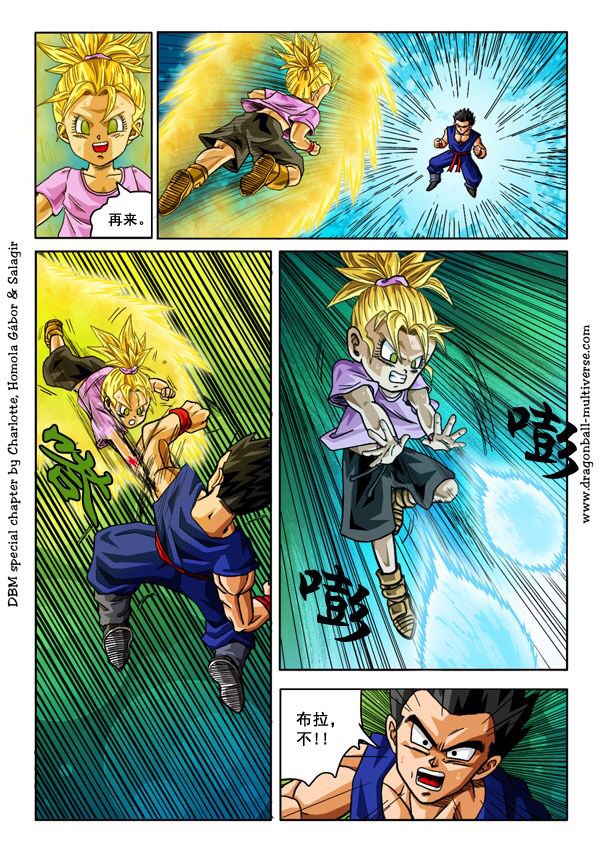 再来。
嗒
嘭
嘭
布拉,
不!!
DBM special chapter by Charlotte, Homola Gábor & Salagir
www.dragonball-multiverse.com